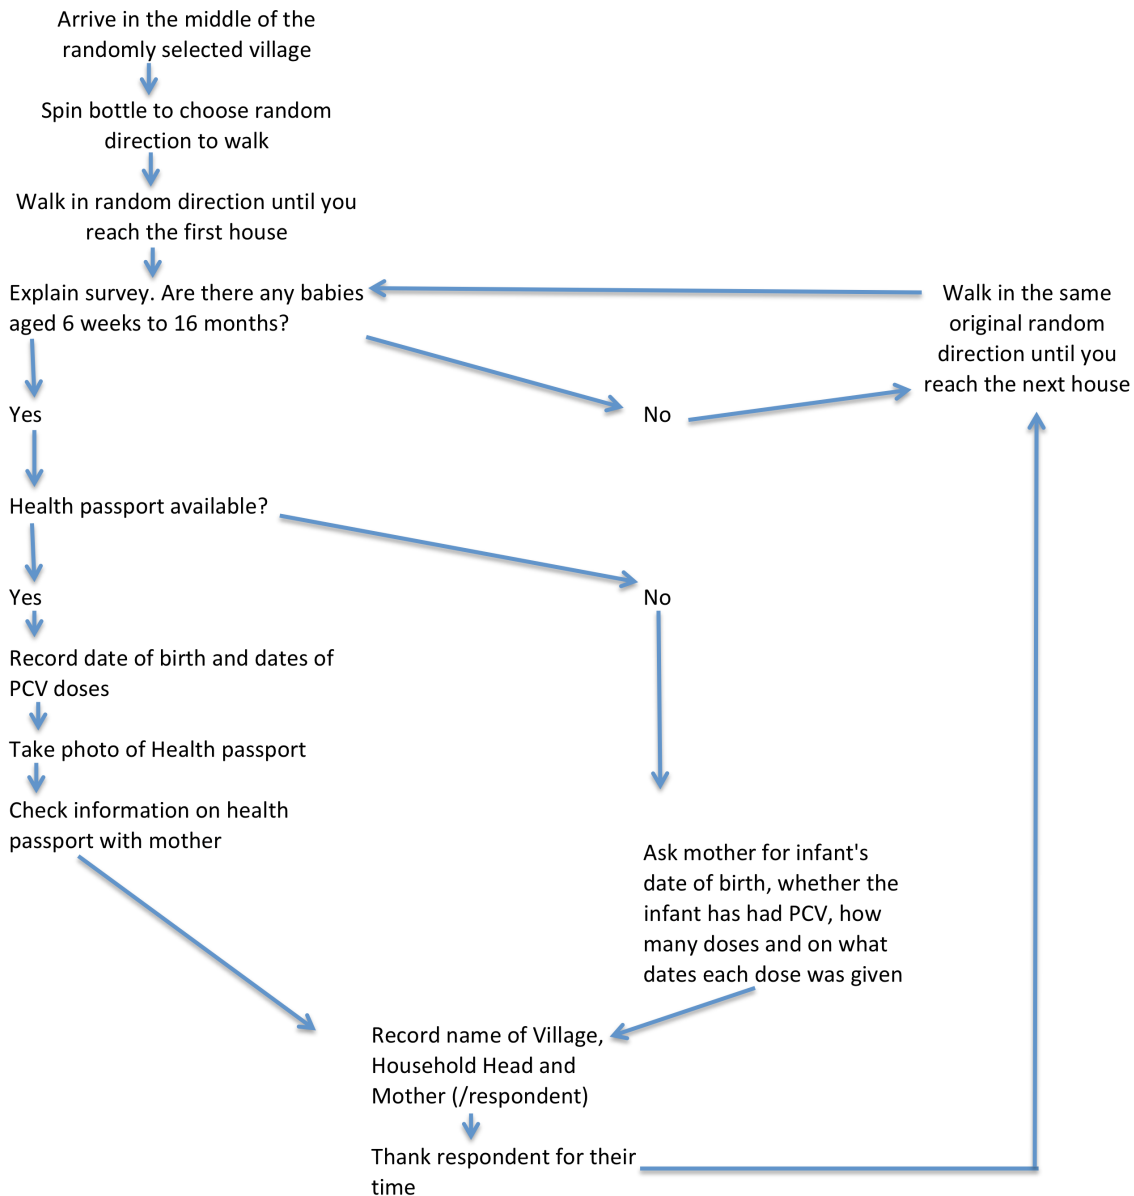 Arrive in the middle of the
randomly selected village
Spin bottle to choose random
direction to walk
Walk in random direction until you
reach the first house
Explain survey. Are there any babies
aged 6 weeks to 16 months?
Walk in the same
original random
direction until you
reach the next house
Yes
No
Health passport available?
Yes
No
Record date of birth and dates of
PCV doses
Take photo of Health passport
Check information on health
passport with mother
Ask mother for infant's
date of birth, whether the
infant has had PCV, how
many doses and on what
dates each dose was given
Record name of Village,
Household Head and
Mother (/respondent)
Thank respondent for their
time